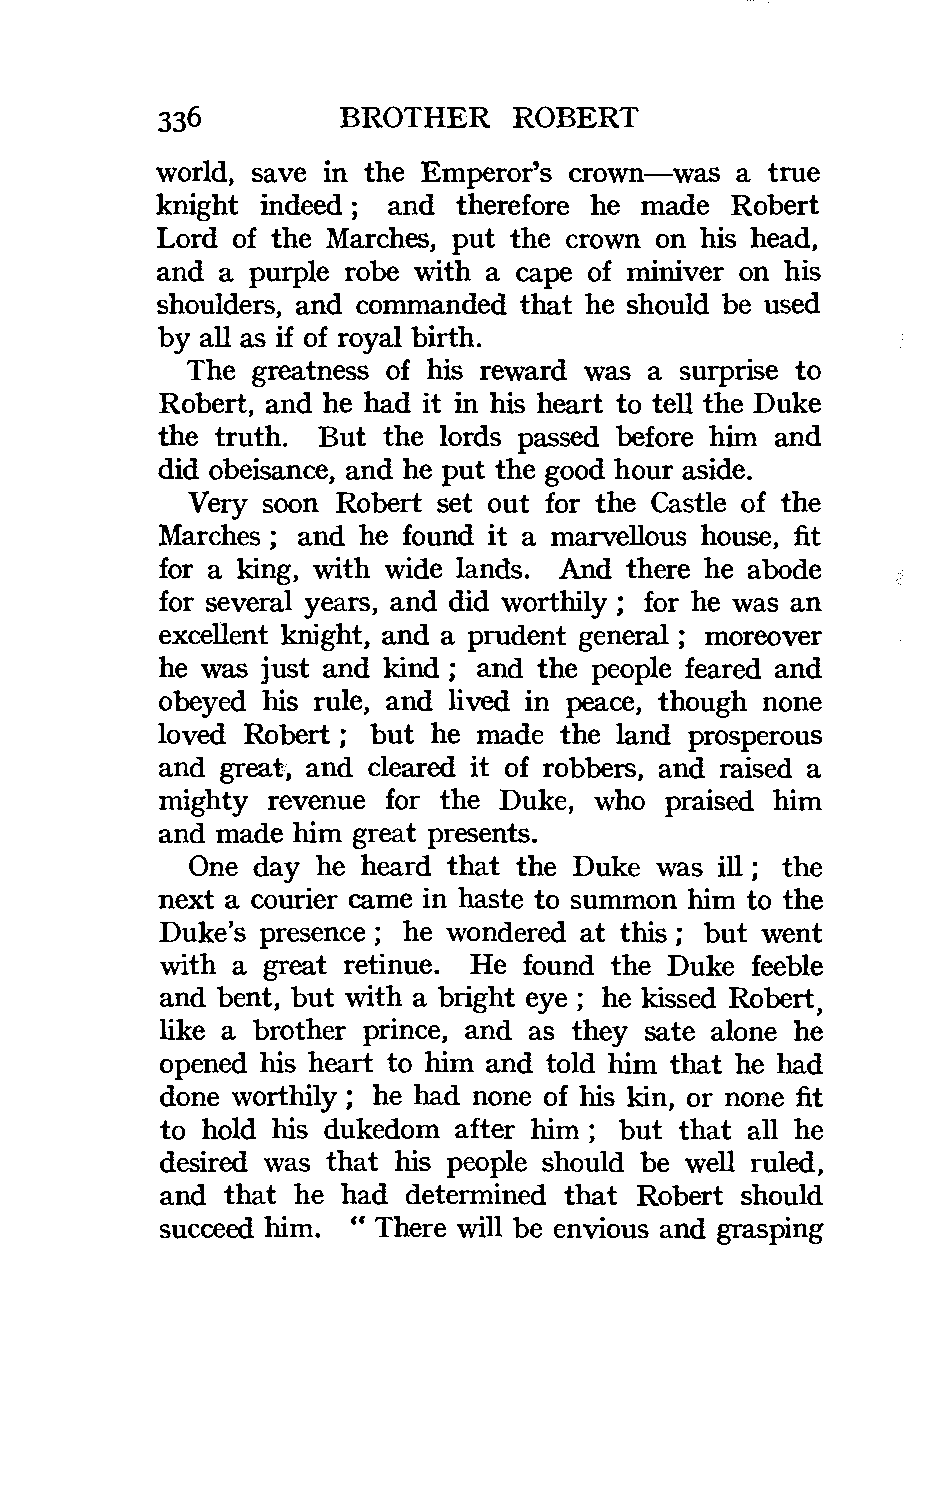 336 BROTHER ROBERT
world, save in the Emperor's crown—was a true
knight indeed ; and therefore he made Robert
Lord of the Marches, put the crown on his head,
and a purple robe with a cape of miniver on his
shoulders, and commanded that he should be used
by all as if of royal birth.
The greatness of his reward was a surprise to
Robert, and he had it in his heart to tell the Duke
the truth. But the lords passed before him and
did obeisance, and he put the good hour aside.
Very soon Robert set out for the Castle of the
Marches ; and he found it a marvellous house, fit
for a king, with wide lands. And there he abode
for several years, and did worthily ; for he was an
excellent knight, and a prudent general ; moreover
he was just and kind ; and the people feared and
obeyed his rule, and lived in peace, though none
loved Robert ; but he made the land prosperous
and great, and cleared it of robbers, and raised a
mighty revenue for the Duke, who praised him
and made him great presents.
One day he heard that the Duke was ill ; the
next a courier came in haste to summon him to the
Duke's presence ; he wondered at this ; but went
with a great retinue. He found the Duke feeble
and bent, but with a bright eye ; he kissed Robert,
like a brother prince, and as they sate alone he
opened his heart to him and told him that he had
done worthily ; he had none of his kin, or none fit
to hold his dukedom after him ; but that all he
desired was that his people should be well ruled,
and that he had determined that Robert should
succeed him. “ There will be envious and grasping